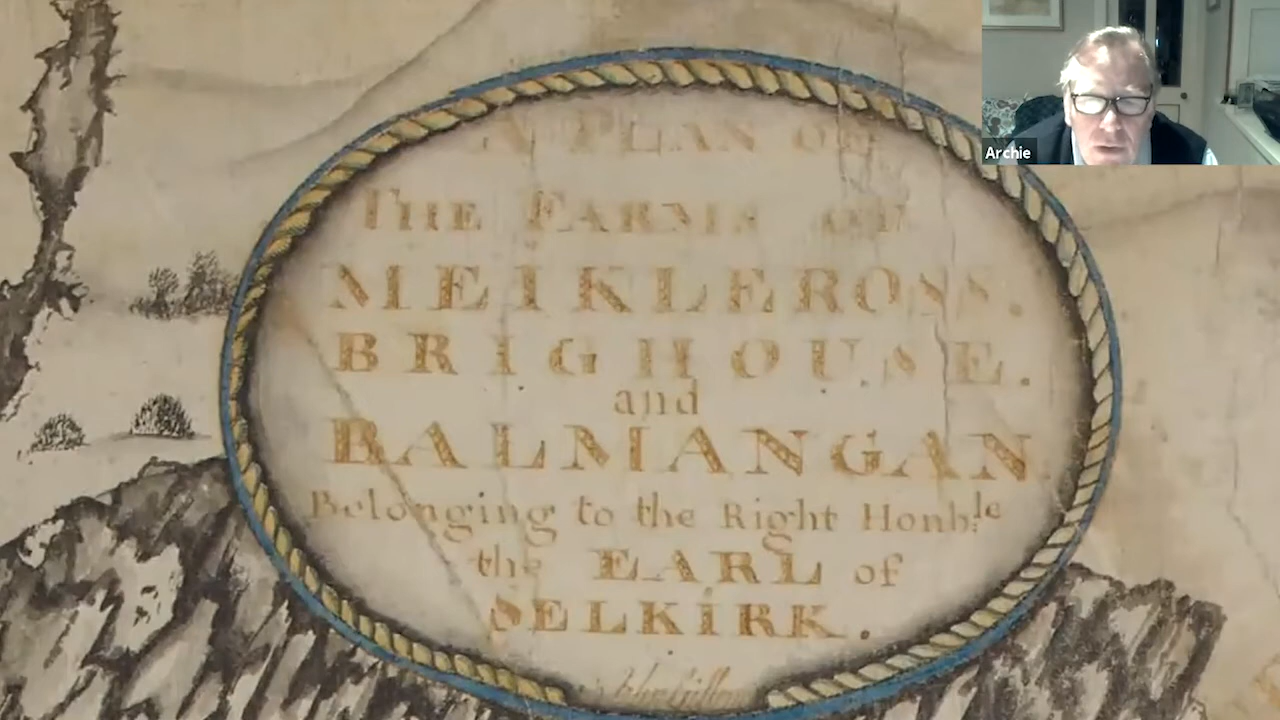 A PLAN OF
THE FARMS OF
MEIKLEROSS.
BRIGHOUSE.
and
BALMANGAN.
Belonging to the Right Honble
the EARL of
SELKIRK.
Archie